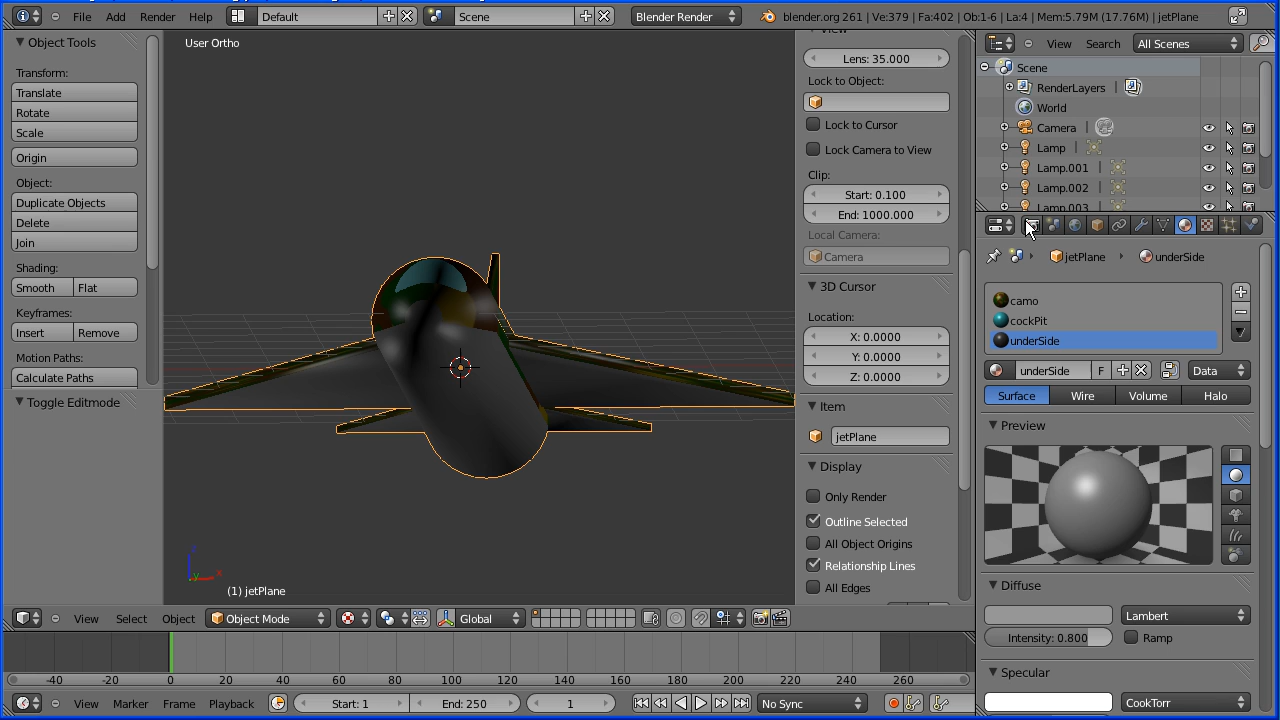 File Add Render Help Default Scene Blender Render blender.org 261 | Ve:379 | Fa:402 | Ob:1-6 | La:4 | Mem:5.79M (17.76M) | jetPlane
Object Tools
Transform:
Translate
Rotate
Scale
Origin
Object:
Duplicate Objects
Delete
Join
Shading:
Smooth Flat
Keyframes:
Insert Remove
Motion Paths:
Calculate Paths
Toggle Editmode
User Ortho
z
y
x
(1) jetPlane
View
Lens: 35.000
Lock to Object:
Lock to Cursor
Lock Camera to View
Clip:
Start: 0.100
End: 1000.000
Local Camera:
Camera
3D Cursor
Location:
X: 0.0000
Y: 0.0000
Z: 0.0000
Item
jetPlane
Display
Only Render
Outline Selected
All Object Origins
Relationship Lines
All Edges
View Search All Scenes
Scene
RenderLayers
World
Camera
Lamp
Lamp.001
Lamp.002
Lamp.003
jetPlane underSide
camo
cockPit
underSide
underSide F Data
Surface Wire Volume Halo
Preview
Diffuse
Lambert
Intensity: 0.800 Ramp
Specular
CookTorr
View Select Object Object Mode Global
-40 -20 0 20 40 60 80 100 120 140 160 180 200 220 240 260
View Marker Frame Playback Start: 1 End: 250 1 No Sync